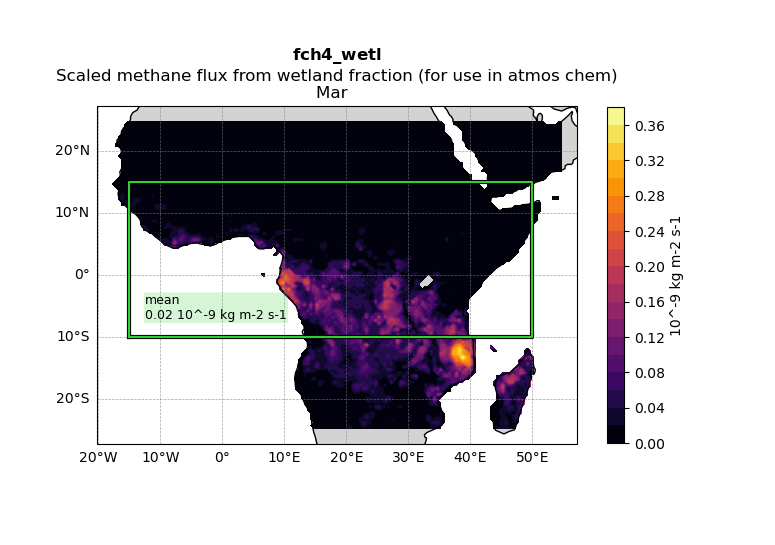 fch4_wetl
Scaled methane flux from wetland fraction (for use in atmos chem)
Mar
20°N
10°N
0°
10°S
20°S
mean
0.02 10^-9 kg m-2 s-1
20°W 10°W 0° 10°E 20°E 30°E 40°E 50°E
0.36
0.32
0.28
0.24
0.20
0.16
0.12
0.08
0.04
0.00
10^-9 kg m-2 s-1